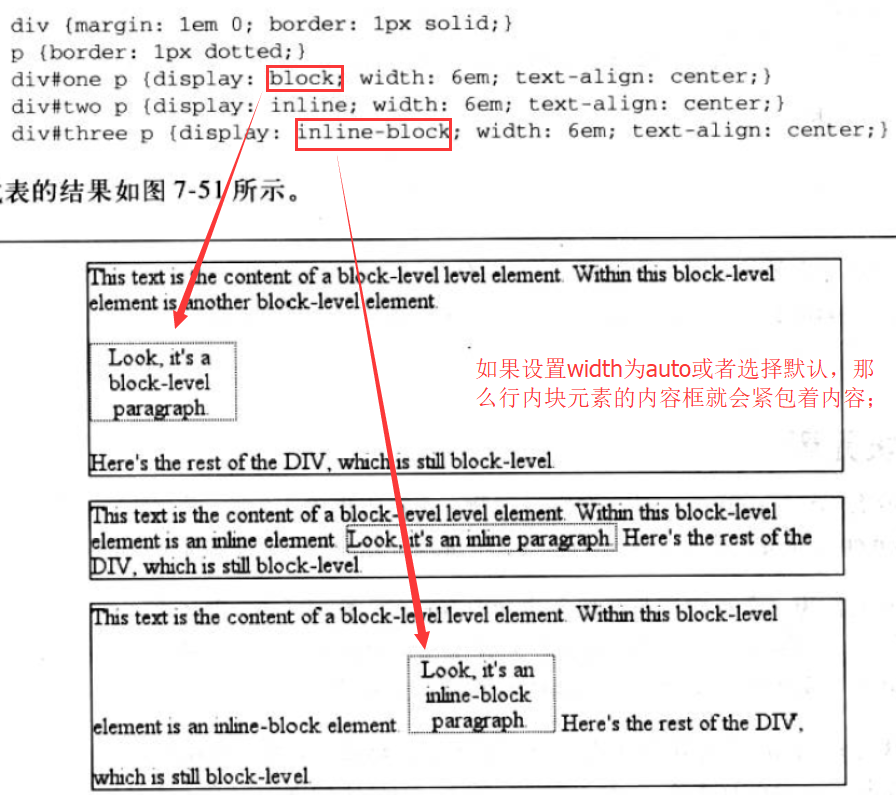 div {margin: 1em 0; border: 1px solid;}
p {border: 1px dotted;}
div#one p {display: block; width: 6em; text-align: center;}
div#two p {display: inline; width: 6em; text-align: center;}
div#three p {display: inline-block; width: 6em; text-align: center;}
表的结果如图 7-51 所示。
This text is the content of a block-level level element. Within this block-level
element is another block-level element.
Look, it's a
block-level
paragraph.
如果设置width为auto或者选择默认，那
么行内块元素的内容框就会紧包着内容；
Here's the rest of the DIV, which is still block-level.
This text is the content of a block-level level element. Within this block-level
element is an inline element. Look, it's an inline paragraph. Here's the rest of the
DIV, which is still block-level.
This text is the content of a block-level level element. Within this block-level
Look, it's an
inline-block
element is an inline-block element. paragraph. Here's the rest of the DIV,
which is still block-level.